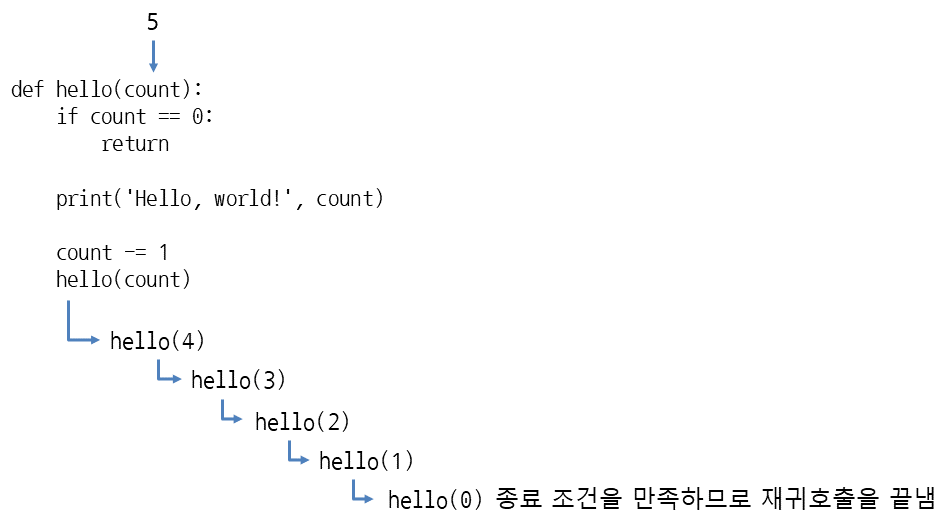 5
def hello(count):
    if count == 0:
        return
    print('Hello, world!', count)
    count -= 1
    hello(count)
hello(4)
hello(3)
hello(2)
hello(1)
hello(0) 종료 조건을 만족하므로 재귀호출을 끝냄